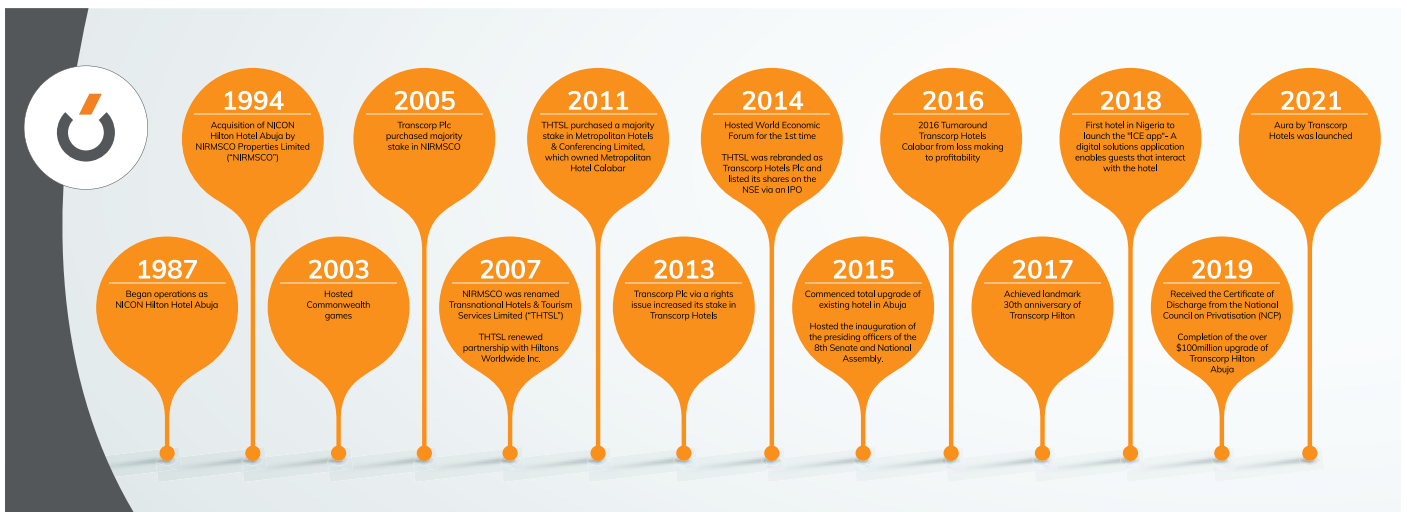 1987
Began operations as
NICON Hilton Hotel Abuja
1994
Acquisition of NICON
Hilton Hotel Abuja by
NIRMSCO Properties Limited
("NIRMSCO")
2003
Hosted
Commonwealth
games
2005
Transcorp Plc
purchased majority
stake in NIRMSCO
2007
NIRMSCO was renamed
Transnational Hotels & Tourism
Services Limited ("THTSL")
THTSL renewed
partnership with Hiltons
Worldwide Inc.
2011
THTSL purchased a majority
stake in Metropolitan Hotels
& Conferencing Limited,
which owned Metropolitan
Hotel Calabar
2013
Transcorp Plc via a rights
issue increased its stake in
Transcorp Hotels
2014
Hosted World Economic
Forum for the 1st time
THTSL was rebranded as
Transcorp Hotels Plc and
listed its shares on the
NSE via an IPO
2015
Commenced total upgrade of
existing hotel in Abuja
Hosted the inauguration of
the presiding officers of the
8th Senate and National
Assembly.
2016
2016 Turnaround
Transcorp Hotels
Calabar from loss making
to profitability
2017
Achieved landmark
30th anniversary of
Transcorp Hilton
2018
First hotel in Nigeria to
launch the "ICE app"- A
digital solutions application
enables guests that interact
with the hotel
2019
Received the Certificate of
Discharge from the National
Council on Privatisation (NCP)
Completion of the over
$100million upgrade of
Transcorp Hilton
Abuja
2021
Aura by Transcorp
Hotels was launched